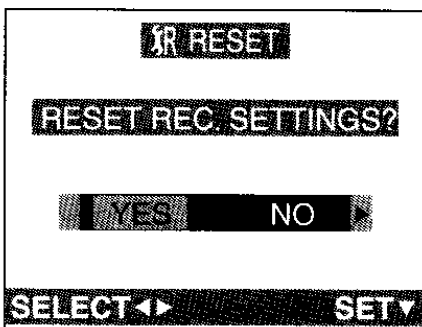 RESET
RESET REC. SETTINGS?
YES NO ▶
SELECT◀▶ SET▼